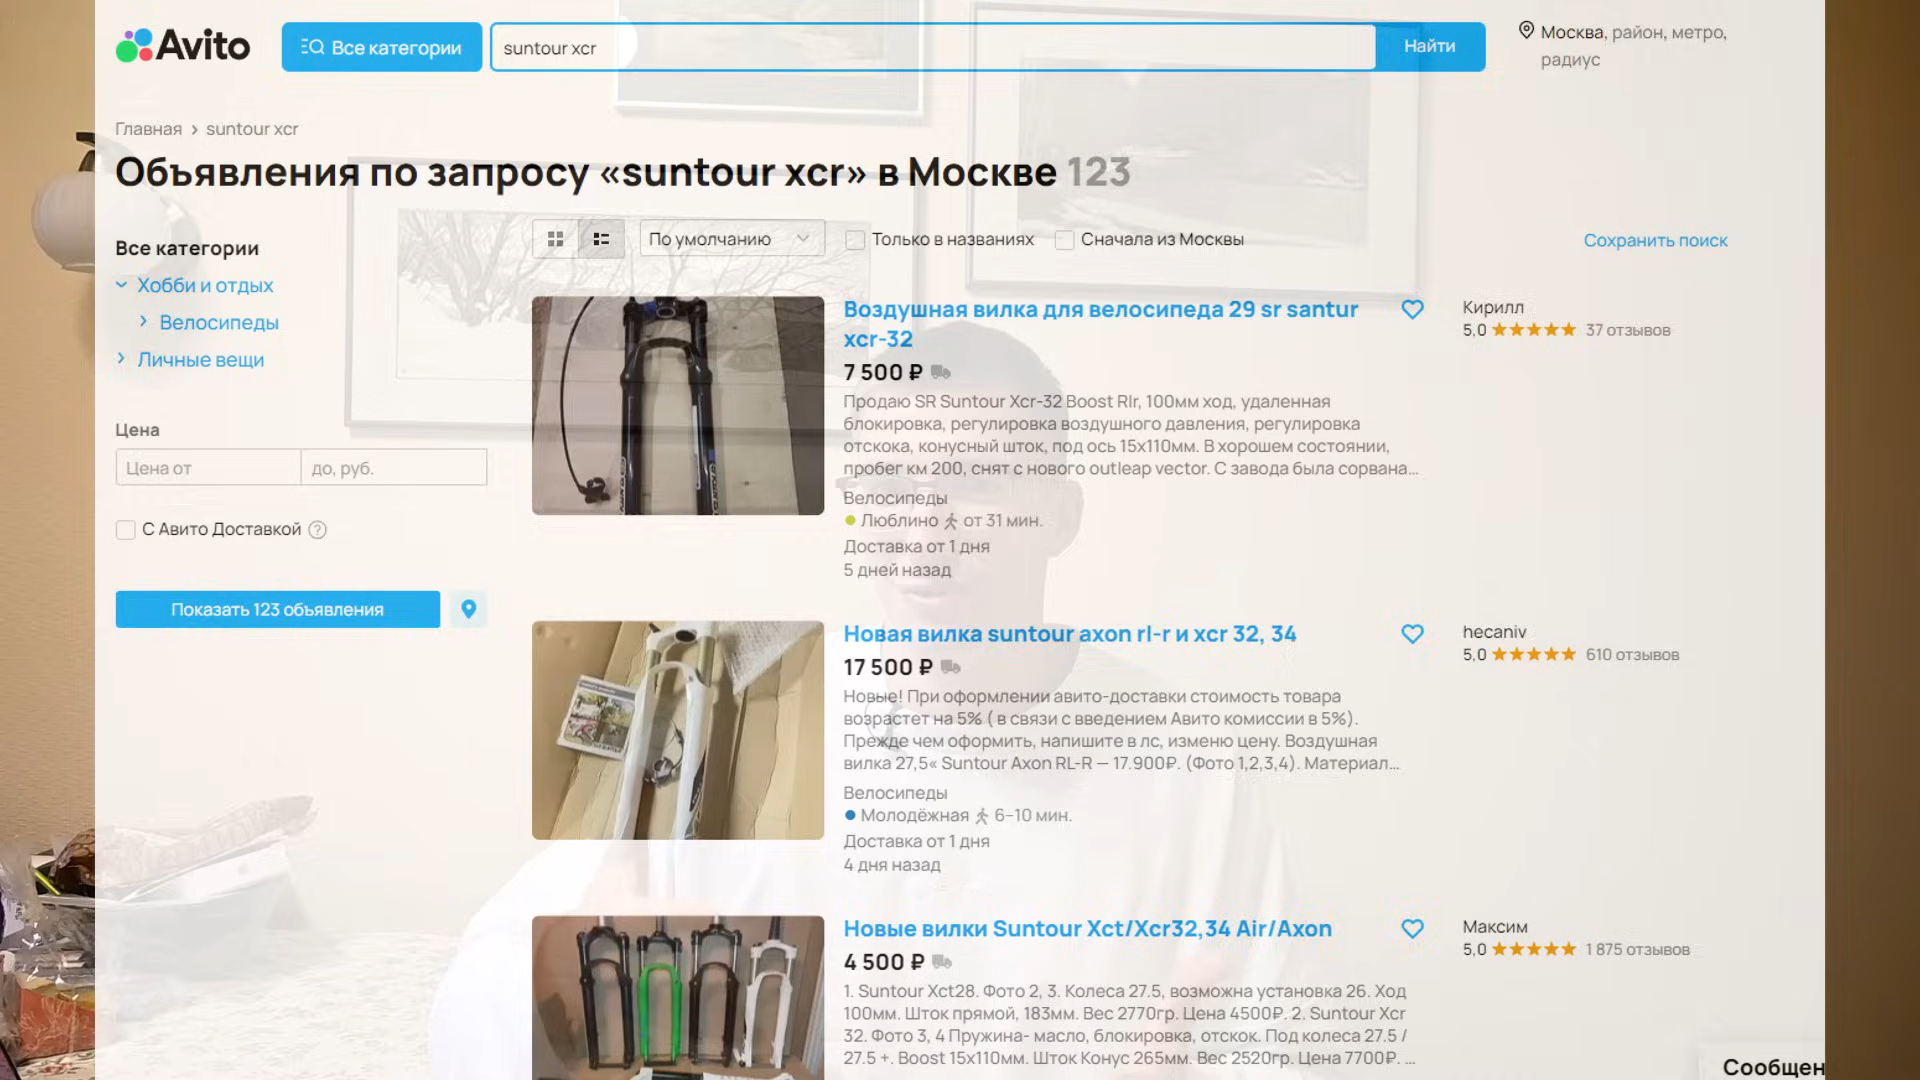 Avito
Все категории
suntour xcr
Найти
Москва, район, метро,
радиус
Главная › suntour xcr
Объявления по запросу «suntour xcr» в Москве 123
Все категории
Хобби и отдых
Велосипеды
Личные вещи
Цена
Цена от
до, руб.
С Авито Доставкой ?
Показать 123 объявления
По умолчанию
Только в названиях
Сначала из Москвы
Сохранить поиск
Воздушная вилка для велосипеда 29 sr santur
xcr-32
7 500 ₽
Продаю SR Suntour Xcr-32 Boost Rlr, 100мм ход, удаленная
блокировка, регулировка воздушного давления, регулировка
отскока, конусный шток, под ось 15х110мм. В хорошем состоянии,
пробег км 200, снят с нового outleap vector. С завода была сорвана...
Велосипеды
Люблино от 31 мин.
Доставка от 1 дня
5 дней назад
Кирилл
5,0 37 отзывов
Новая вилка suntour axon rl-r и xcr 32, 34
17 500 ₽
Новые! При оформлении авито-доставки стоимость товара
возрастет на 5% ( в связи с введением Авито комиссии в 5%).
Прежде чем оформить, напишите в лс, изменю цену. Воздушная
вилка 27,5« Suntour Axon RL-R — 17.900₽. (Фото 1,2,3,4). Материал...
Велосипеды
Молодёжная 6–10 мин.
Доставка от 1 дня
4 дня назад
hecaniv
5,0 610 отзывов
Новые вилки Suntour Xct/Xcr32,34 Air/Axon
4 500 ₽
1. Suntour Xct28. Фото 2, 3. Колеса 27.5, возможна установка 26. Ход
100мм. Шток прямой, 183мм. Вес 2770гр. Цена 4500₽. 2. Suntour Xcr
32. Фото 3, 4 Пружина- масло, блокировка, отскок. Под колеса 27.5 /
27.5 +. Boost 15x110мм. Шток Конус 265мм. Вес 2520гр. Цена 7700₽. ...
Максим
5,0 1 875 отзывов
Сообщен